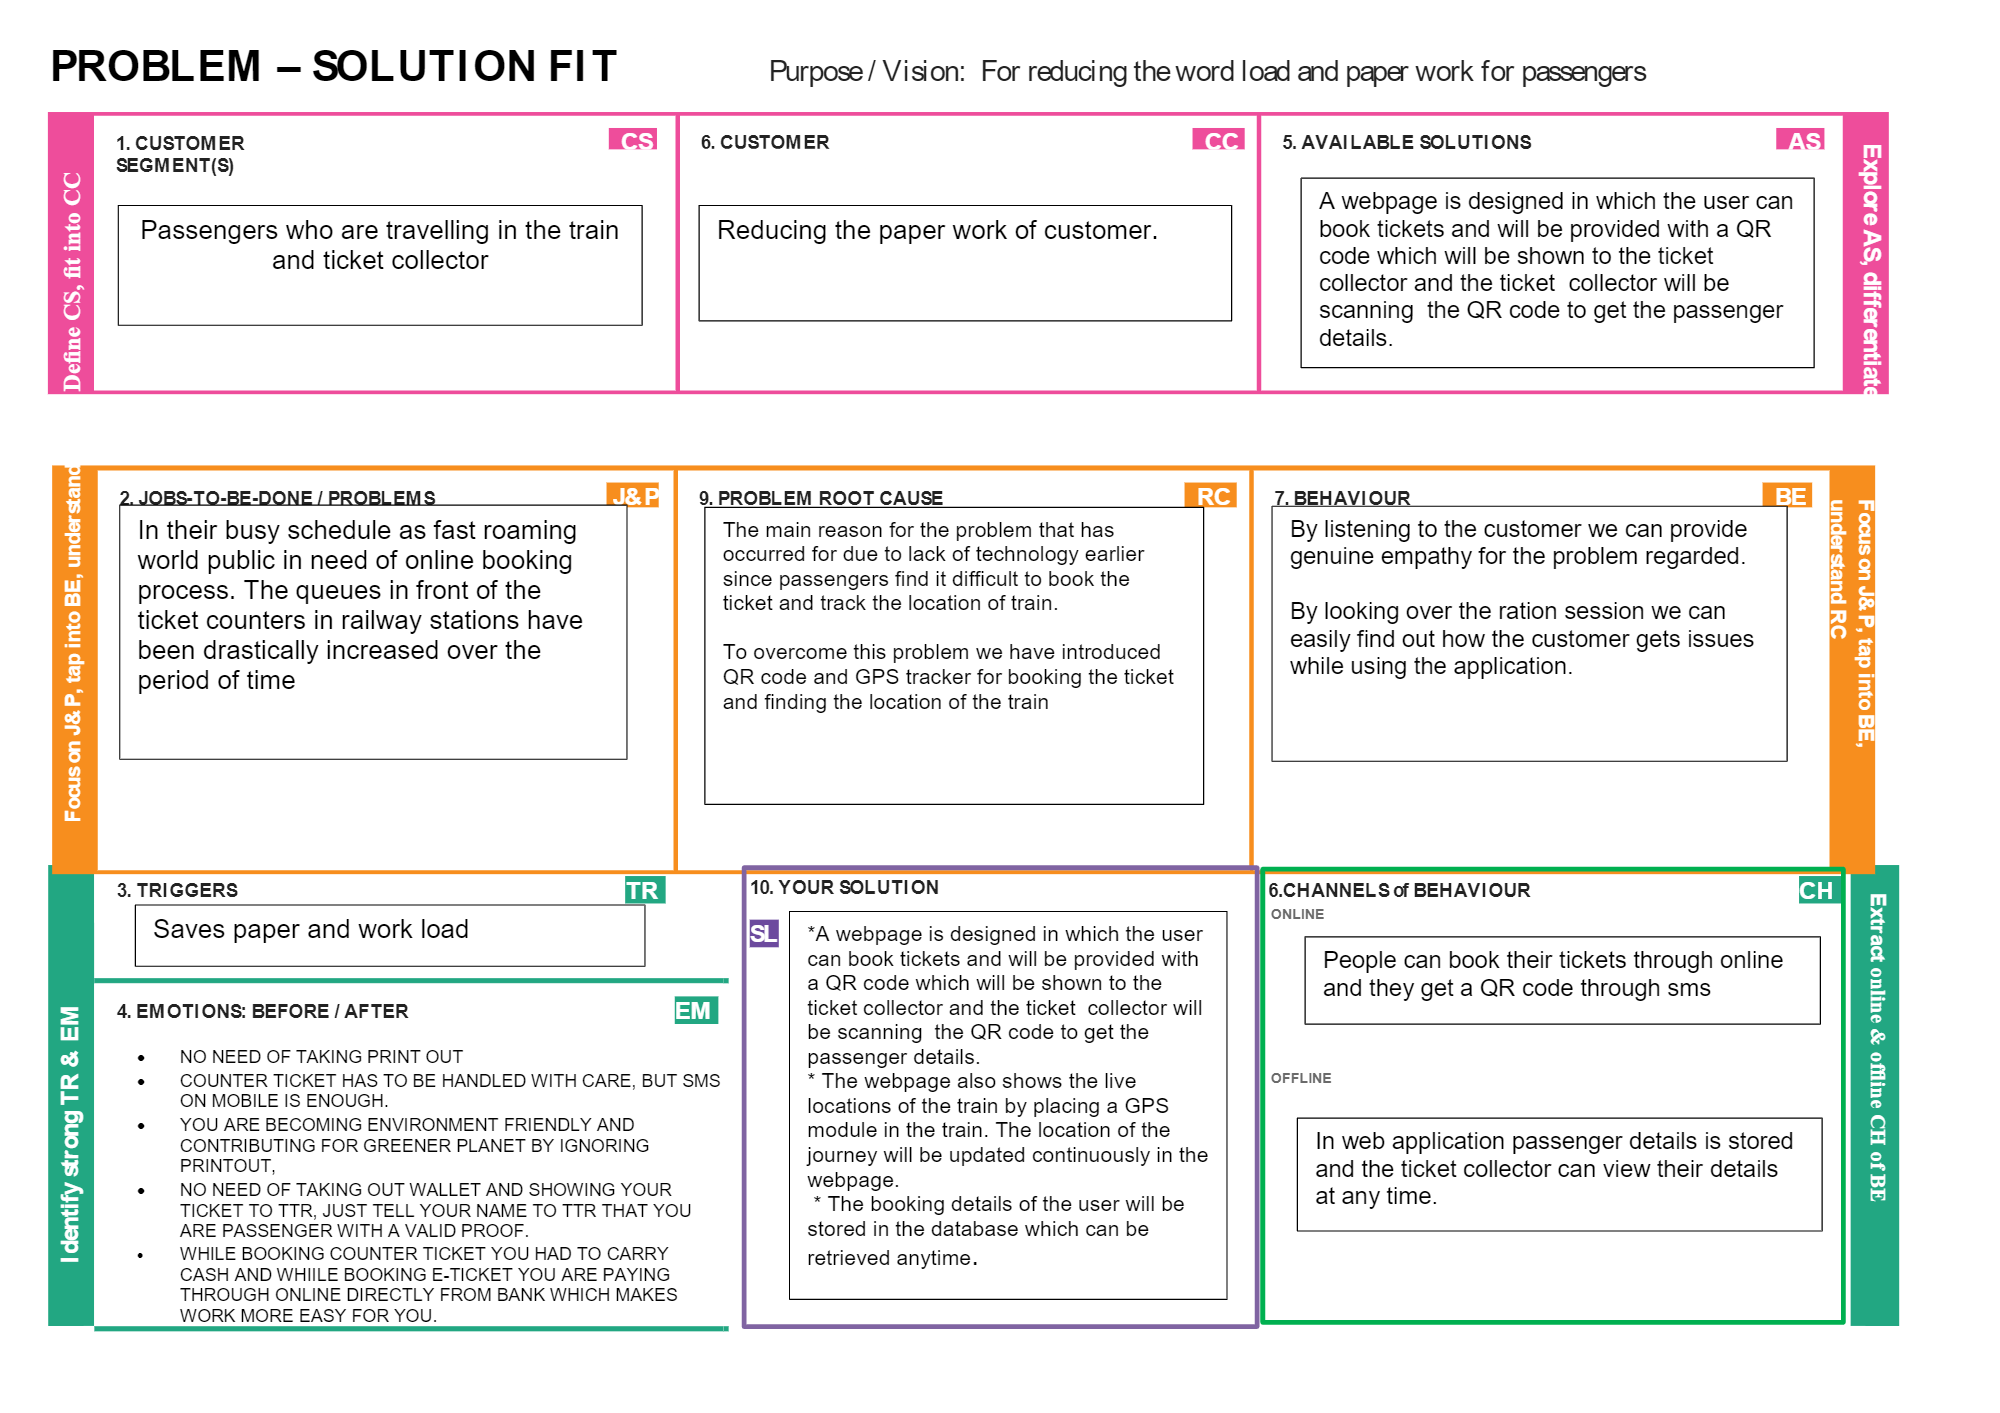 PROBLEM – SOLUTION FIT
Purpose / Vision: For reducing the word load and paper work for passengers
Define CS, fit into CC
1. CUSTOMER
SEGMENT(S)
CS
Passengers who are travelling in the train
and ticket collector
6. CUSTOMER
CC
Reducing the paper work of customer.
5. AVAILABLE SOLUTIONS
AS
A webpage is designed in which the user can
book tickets and will be provided with a QR
code which will be shown to the ticket
collector and the ticket collector will be
scanning the QR code to get the passenger
details.
Explore AS, differentiate
Focus on J&P, tap into BE, understand
2. JOBS-TO-BE-DONE / PROBLEMS
J&P
In their busy schedule as fast roaming
world public in need of online booking
process. The queues in front of the
ticket counters in railway stations have
been drastically increased over the
period of time
9. PROBLEM ROOT CAUSE
RC
The main reason for the problem that has
occurred for due to lack of technology earlier
since passengers find it difficult to book the
ticket and track the location of train.
To overcome this problem we have introduced
QR code and GPS tracker for booking the ticket
and finding the location of the train
7. BEHAVIOUR
BE
By listening to the customer we can provide
genuine empathy for the problem regarded.
By looking over the ration session we can
easily find out how the customer gets issues
while using the application.
Focus on J&P, tap into BE,
understand RC
Identify strong TR & EM
3. TRIGGERS
TR
Saves paper and work load
4. EMOTIONS: BEFORE / AFTER
EM
• NO NEED OF TAKING PRINT OUT
• COUNTER TICKET HAS TO BE HANDLED WITH CARE, BUT SMS
ON MOBILE IS ENOUGH.
• YOU ARE BECOMING ENVIRONMENT FRIENDLY AND
CONTRIBUTING FOR GREENER PLANET BY IGNORING
PRINTOUT,
• NO NEED OF TAKING OUT WALLET AND SHOWING YOUR
TICKET TO TTR, JUST TELL YOUR NAME TO TTR THAT YOU
ARE PASSENGER WITH A VALID PROOF.
• WHILE BOOKING COUNTER TICKET YOU HAD TO CARRY
CASH AND WHIILE BOOKING E-TICKET YOU ARE PAYING
THROUGH ONLINE DIRECTLY FROM BANK WHICH MAKES
WORK MORE EASY FOR YOU.
10. YOUR SOLUTION
SL
*A webpage is designed in which the user
can book tickets and will be provided with
a QR code which will be shown to the
ticket collector and the ticket collector will
be scanning the QR code to get the
passenger details.
* The webpage also shows the live
locations of the train by placing a GPS
module in the train. The location of the
journey will be updated continuously in the
webpage.
* The booking details of the user will be
stored in the database which can be
retrieved anytime.
6.CHANNELS of BEHAVIOUR
CH
ONLINE
People can book their tickets through online
and they get a QR code through sms
OFFLINE
In web application passenger details is stored
and the ticket collector can view their details
at any time.
Extract online & offline CH of BE